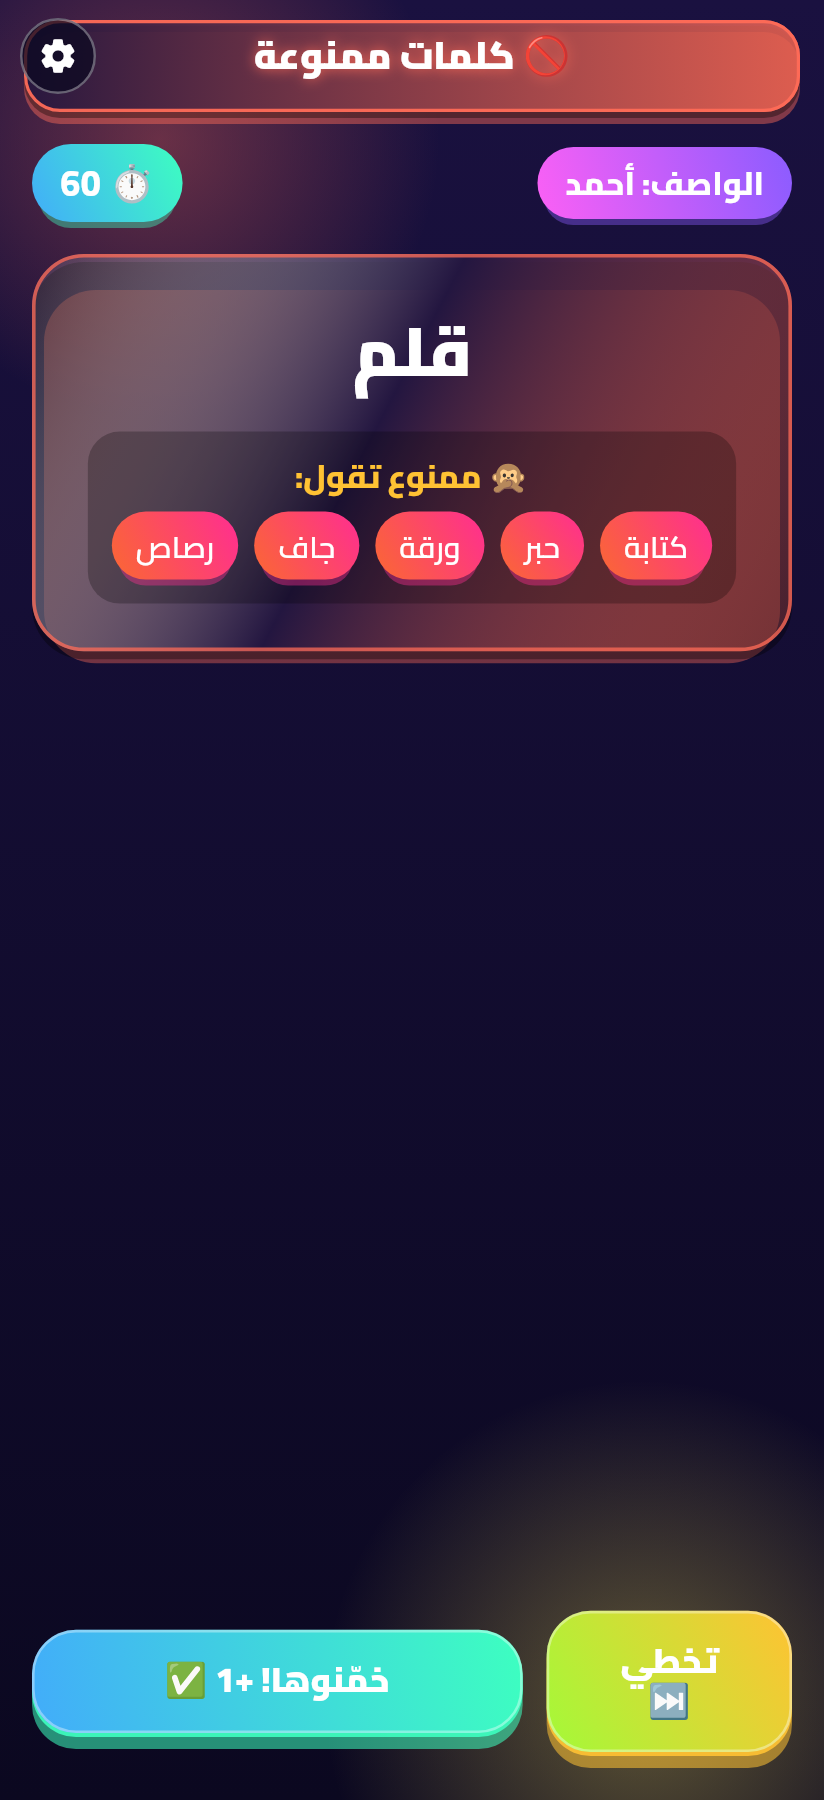 🚫 كلمات ممنوعة
الواصف: أحمد
⏱️ 60
قلم
🙊 ممنوع تقول:
كتابة
حبر
ورقة
جاف
رصاص
تخطي ⏭️
خمّنوها! +1 ✅